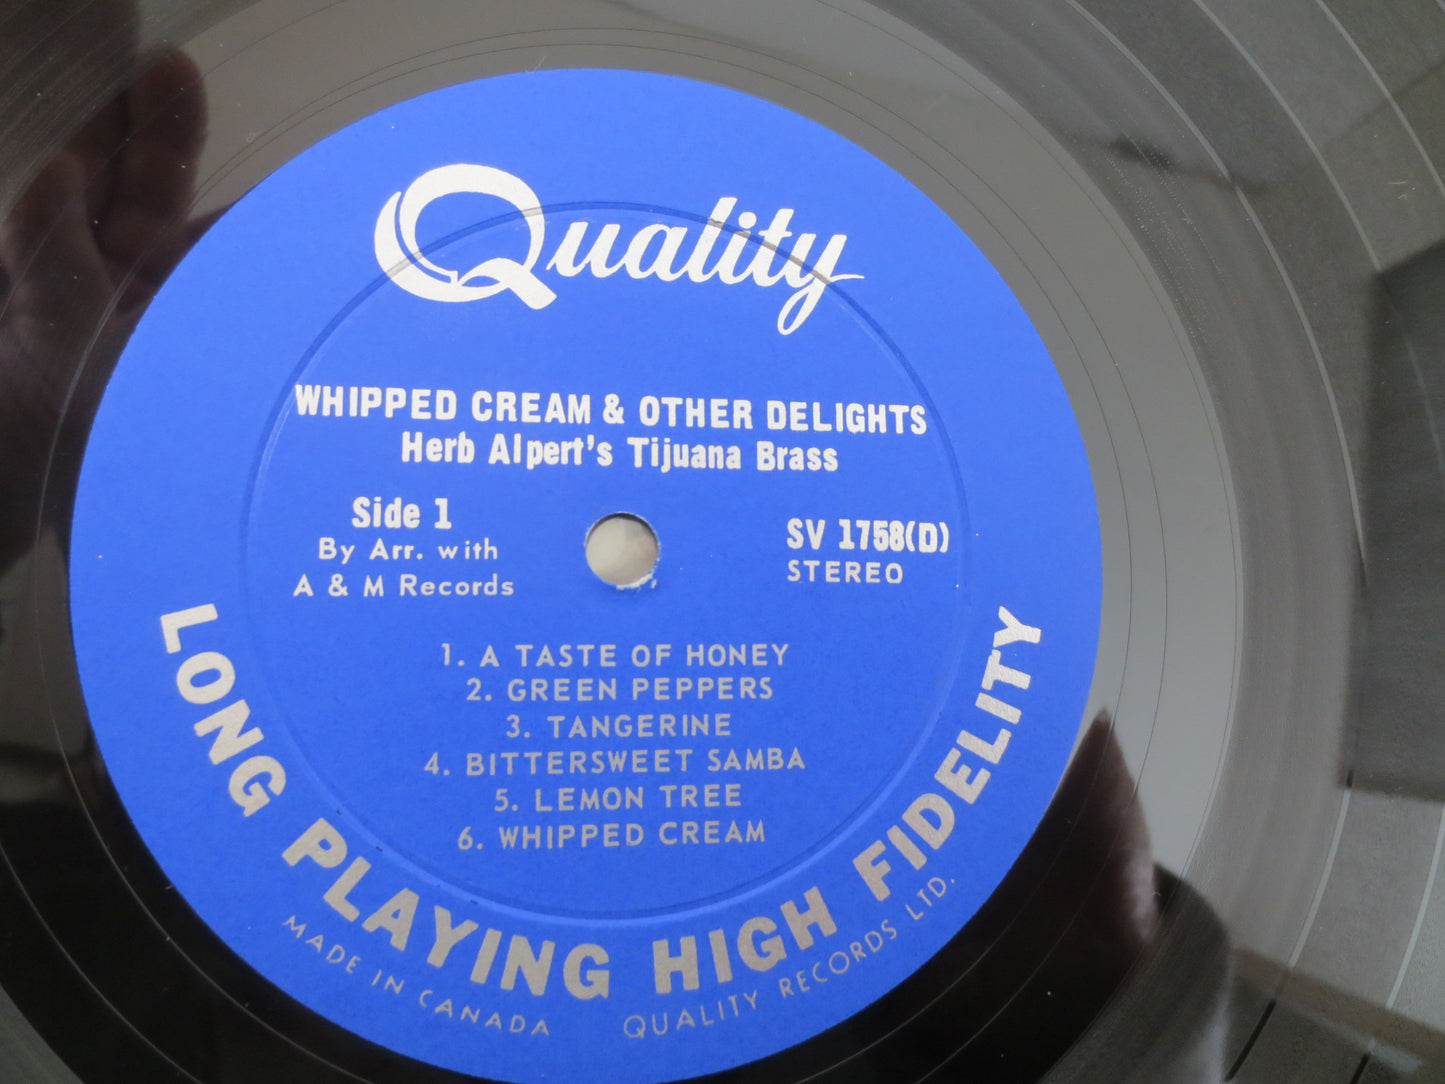 Quality
WHIPPED CREAM & OTHER DELIGHTS
Herb Alpert's Tijuana Brass
Side 1
By Arr. with
A & M Records
SV 1758(D)
STEREO
1. A TASTE OF HONEY
2. GREEN PEPPERS
3. TANGERINE
4. BITTERSWEET SAMBA
5. LEMON TREE
6. WHIPPED CREAM
LONG PLAYING HIGH FIDELITY
MADE IN CANADA
QUALITY RECORDS LTD.